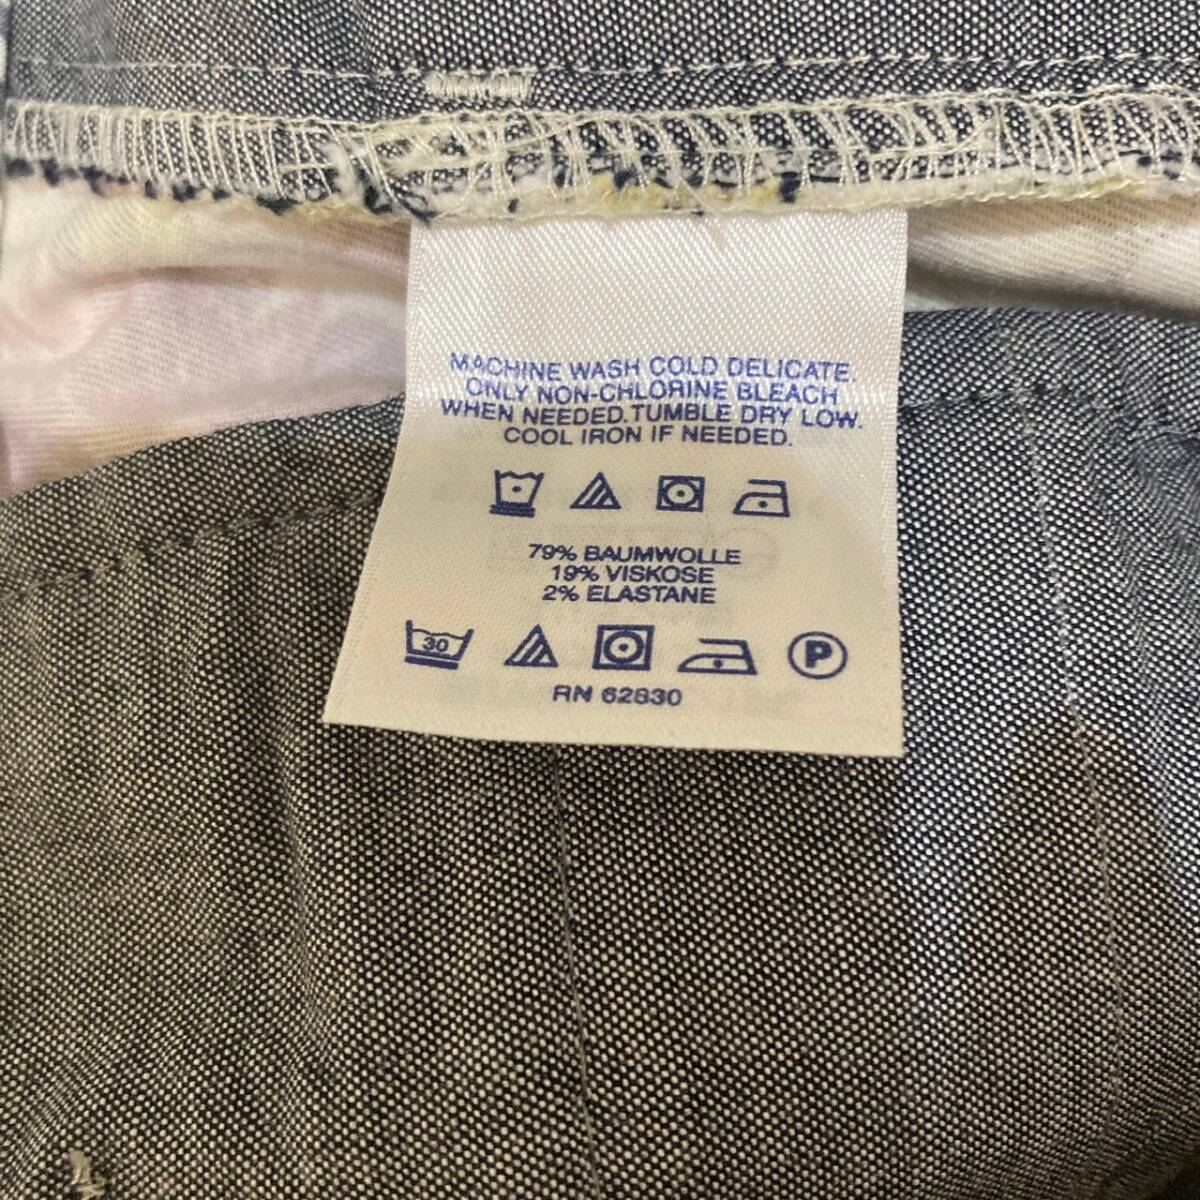 MACHINE WASH COLD DELICATE.
ONLY NON-CHLORINE BLEACH
WHEN NEEDED.TUMBLE DRY LOW.
COOL IRON IF NEEDED.
79% BAUMWOLLE
19% VISKOSE
2% ELASTANE
30 P
RN 62830